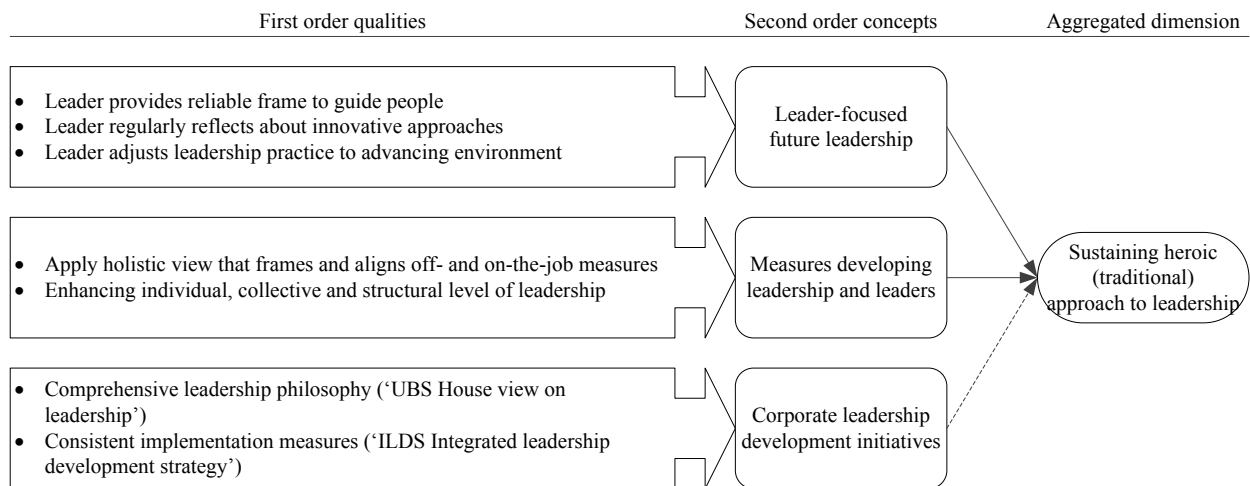 First order qualities
Second order concepts
Aggregated dimension
• Leader provides reliable frame to guide people
• Leader regularly reflects about innovative approaches
• Leader adjusts leadership practice to advancing environment
Leader-focused
future leadership
• Apply holistic view that frames and aligns off- and on-the-job measures
• Enhancing individual, collective and structural level of leadership
Measures developing
leadership and leaders
Sustaining heroic
(traditional)
approach to leadership
• Comprehensive leadership philosophy (‘UBS House view on
leadership’)
• Consistent implementation measures (‘ILDS Integrated leadership
development strategy’)
Corporate leadership
development initiatives